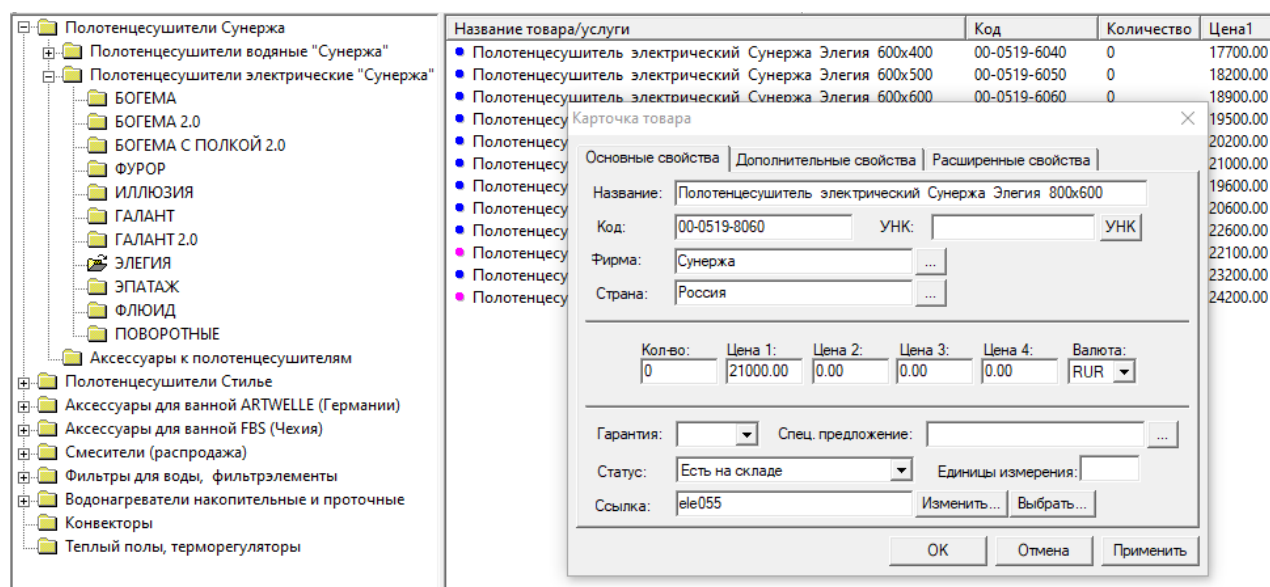 Полотенцесушители Сунержа
Полотенцесушители водяные "Сунержа"
Полотенцесушители электрические "Сунержа"
БОГЕМА
БОГЕМА 2.0
БОГЕМА С ПОЛКОЙ 2.0
ФУРОР
ИЛЛЮЗИЯ
ГАЛАНТ
ГАЛАНТ 2.0
ЭЛЕГИЯ
ЭПАТАЖ
ФЛЮИД
ПОВОРОТНЫЕ
Аксессуары к полотенцесушителям
Полотенцесушители Стилье
Аксессуары для ванной ARTWELLE (Германии)
Аксессуары для ванной FBS (Чехия)
Смесители (распродажа)
Фильтры для воды, фильтрэлементы
Водонагреватели накопительные и проточные
Конвекторы
Теплый полы, терморегуляторы
Название товара/услуги Код Количество Цена1
Полотенцесушитель электрический Сунержа Элегия 600x400 00-0519-6040 0 17700.00
Полотенцесушитель электрический Сунержа Элегия 600x500 00-0519-6050 0 18200.00
Полотенцесушитель электрический Сунержа Элегия 600x600 00-0519-6060 0 18900.00
Полотенцесу 19500.00
Полотенцесу 20200.00
Полотенцесу 21000.00
Полотенцесу 19600.00
Полотенцесу 20600.00
Полотенцесу 22600.00
Полотенцесу 22100.00
Полотенцесу 23200.00
Полотенцесу 24200.00
Карточка товара
Основные свойства Дополнительные свойства Расширенные свойства
Название: Полотенцесушитель электрический Сунержа Элегия 800x600
Код: 00-0519-8060 УНК: УНК
Фирма: Сунержа ...
Страна: Россия ...
Кол-во: Цена 1: Цена 2: Цена 3: Цена 4: Валюта:
0 21000.00 0.00 0.00 0.00 RUR
Гарантия: Спец. предложение: ...
Статус: Есть на складе Единицы измерения:
Ссылка: ele055 Изменить... Выбрать...
OK Отмена Применить